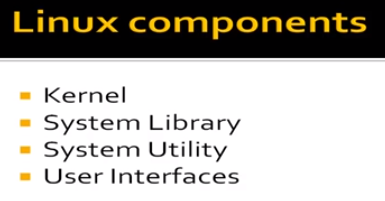 Linux components
Kernel
System Library
System Utility
User Interfaces